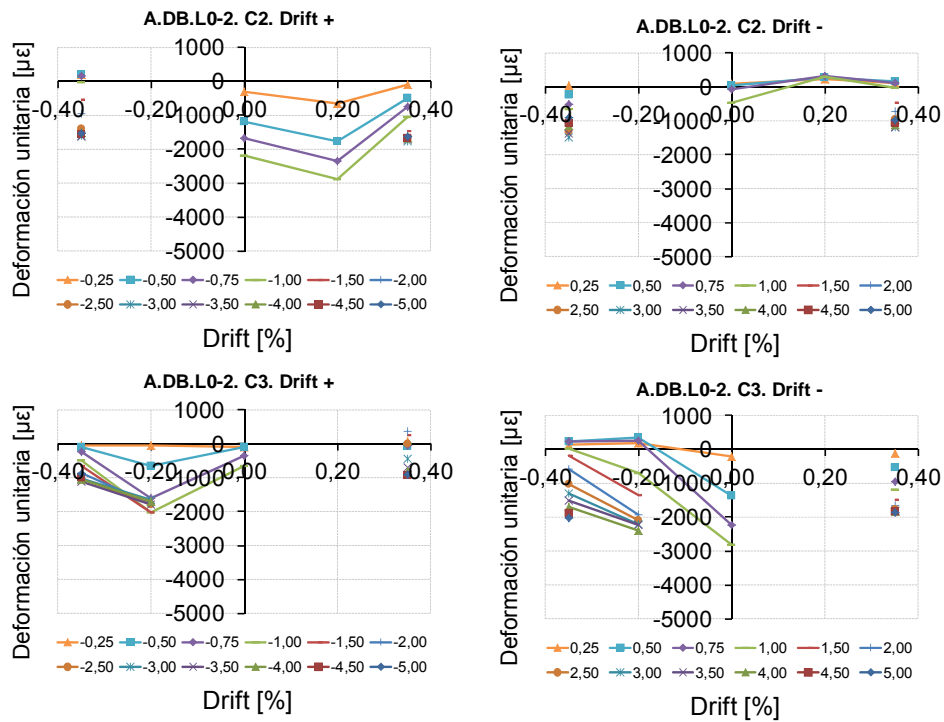 A.DB.L0-2. C2. Drift +
Deformación unitaria [µε]
1000
0
-1000
-2000
-3000
-4000
-5000
-0,40 -0,20 0,00 0,20 0,40
-0,25 -0,50 -0,75 -1,00 -1,50 -2,00
-2,50 -3,00 -3,50 -4,00 -4,50 -5,00
Drift [%]
A.DB.L0-2. C2. Drift -
Deformación unitaria [µε]
1000
0
-1000
-2000
-3000
-4000
-5000
-0,40 -0,20 0,00 0,20 0,40
0,25 0,50 0,75 1,00 1,50 2,00
2,50 3,00 3,50 4,00 4,50 5,00
Drift [%]
A.DB.L0-2. C3. Drift +
Deformación unitaria [µε]
1000
0
-1000
-2000
-3000
-4000
-5000
-0,40 -0,20 0,00 0,20 0,40
-0,25 -0,50 -0,75 -1,00 -1,50 -2,00
-2,50 -3,00 -3,50 -4,00 -4,50 -5,00
Drift [%]
A.DB.L0-2. C3. Drift -
Deformación unitaria [µε]
1000
0
-1000
-2000
-3000
-4000
-5000
-0,40 -0,20 0,00 0,20 0,40
0,25 0,50 0,75 1,00 1,50 2,00
2,50 3,00 3,50 4,00 4,50 5,00
Drift [%]